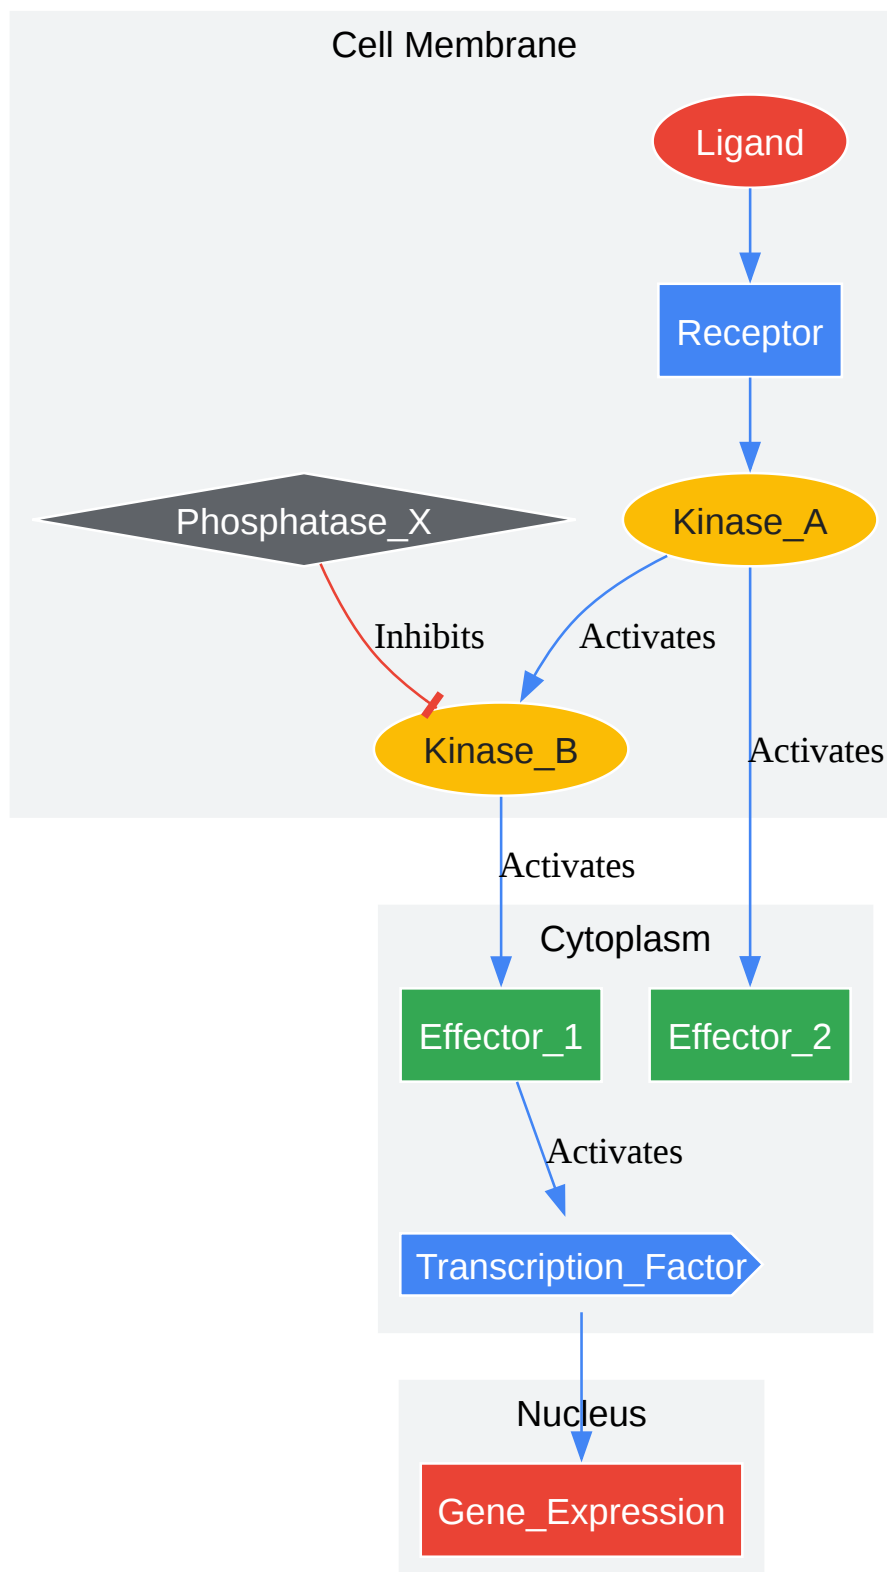 Cell Membrane
Ligand
Receptor
Phosphatase_X
Kinase_A
Inhibits
Activates
Kinase_B
Activates
Activates
Cytoplasm
Effector_1
Effector_2
Activates
Transcription_Factor
Nucleus
Gene_Expression